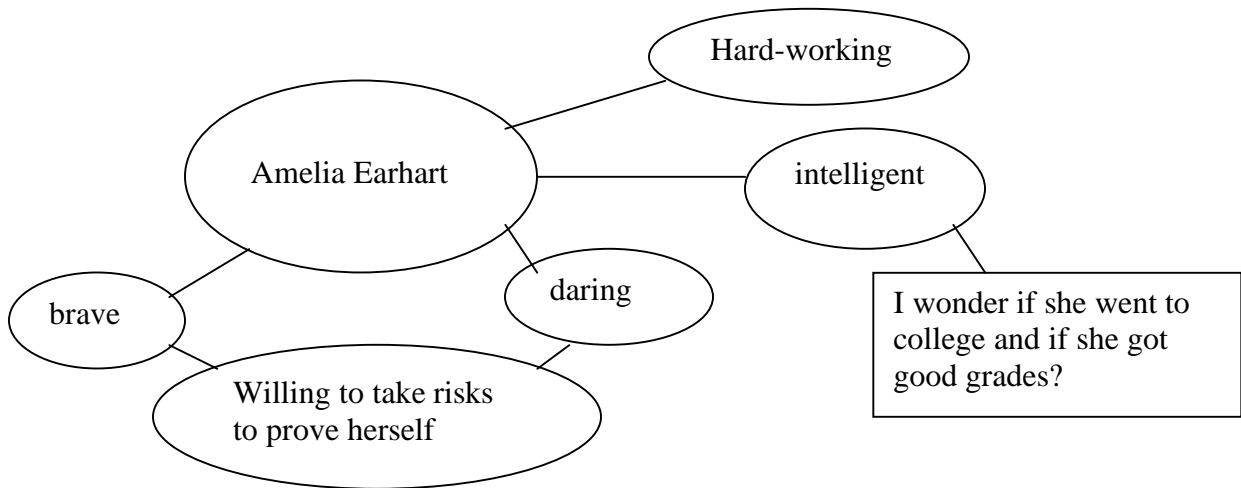 Hard-working
Amelia Earhart
intelligent
brave
daring
I wonder if she went to
college and if she got
good grades?
Willing to take risks
to prove herself